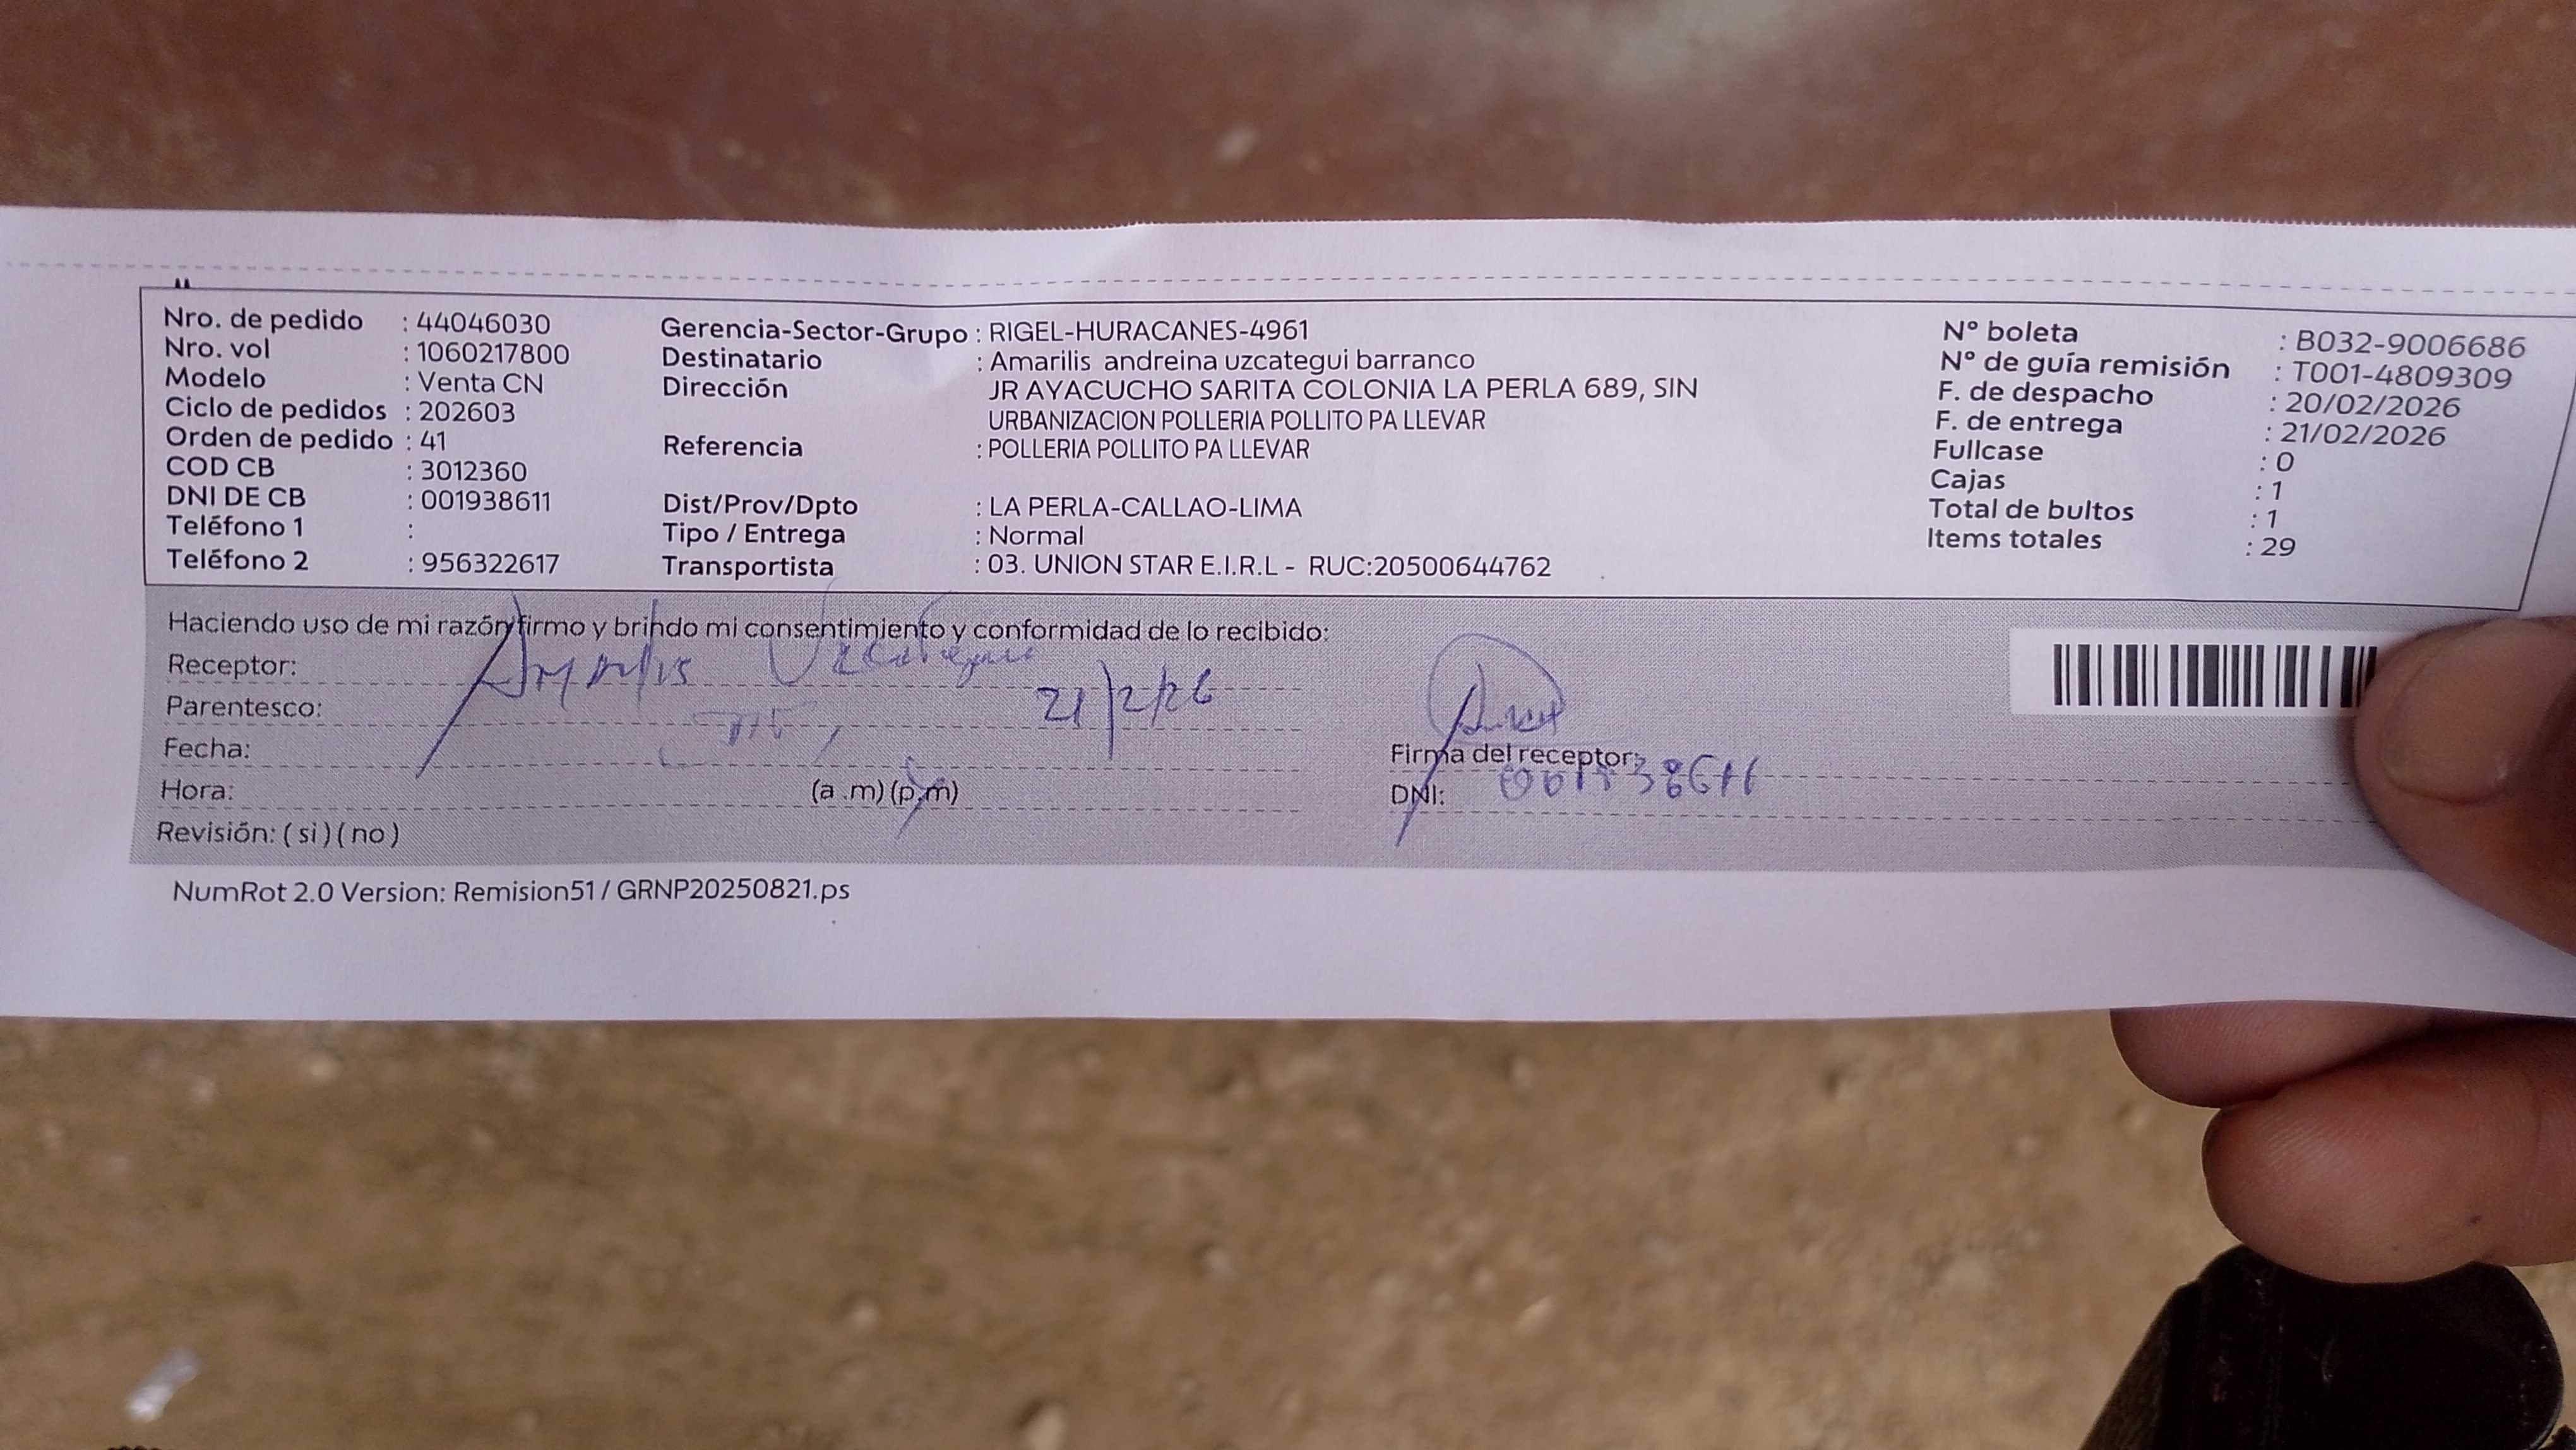 Nro. de pedido : 44046030
Nro. vol : 1060217800
Modelo : Venta CN
Ciclo de pedidos : 202603
Orden de pedido : 41
COD CB : 3012360
DNI DE CB : 001938611
Teléfono 1 :
Teléfono 2 : 956322617
Gerencia-Sector-Grupo : RIGEL-HURACANES-4961
Destinatario : Amarilis andreina uzcategui barranco
Dirección JR AYACUCHO SARITA COLONIA LA PERLA 689, SIN
URBANIZACION POLLERIA POLLITO PA LLEVAR
Referencia : POLLERIA POLLITO PA LLEVAR
Dist/Prov/Dpto : LA PERLA-CALLAO-LIMA
Tipo / Entrega : Normal
Transportista : 03. UNION STAR E.I.R.L - RUC:20500644762
N° boleta : B032-9006686
N° de guía remisión : T001-4809309
F. de despacho : 20/02/2026
F. de entrega : 21/02/2026
Fullcase : 0
Cajas : 1
Total de bultos : 1
Items totales : 29
Haciendo uso de mi razón firmo y brindo mi consentimiento y conformidad de lo recibido:
Receptor: Uzcategui
Parentesco:
21/2/26
Fecha:
Hora: (a .m) (p.m)
Revisión: ( si ) ( no )
Firma del receptor:
DNI: 001938611
NumRot 2.0 Version: Remision51 / GRNP20250821.ps